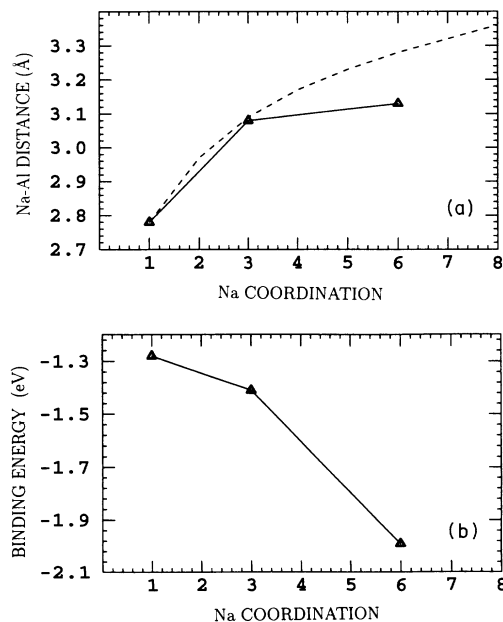 3.3
3.2
3.1
3.0
2.9
2.8
2.7
Na-Al DISTANCE (Å)
(a)
1 2 3 4 5 6 7 8
Na COORDINATION
-1.3
-1.5
-1.7
-1.9
-2.1
BINDING ENERGY (eV)
(b)
1 2 3 4 5 6 7 8
Na COORDINATION